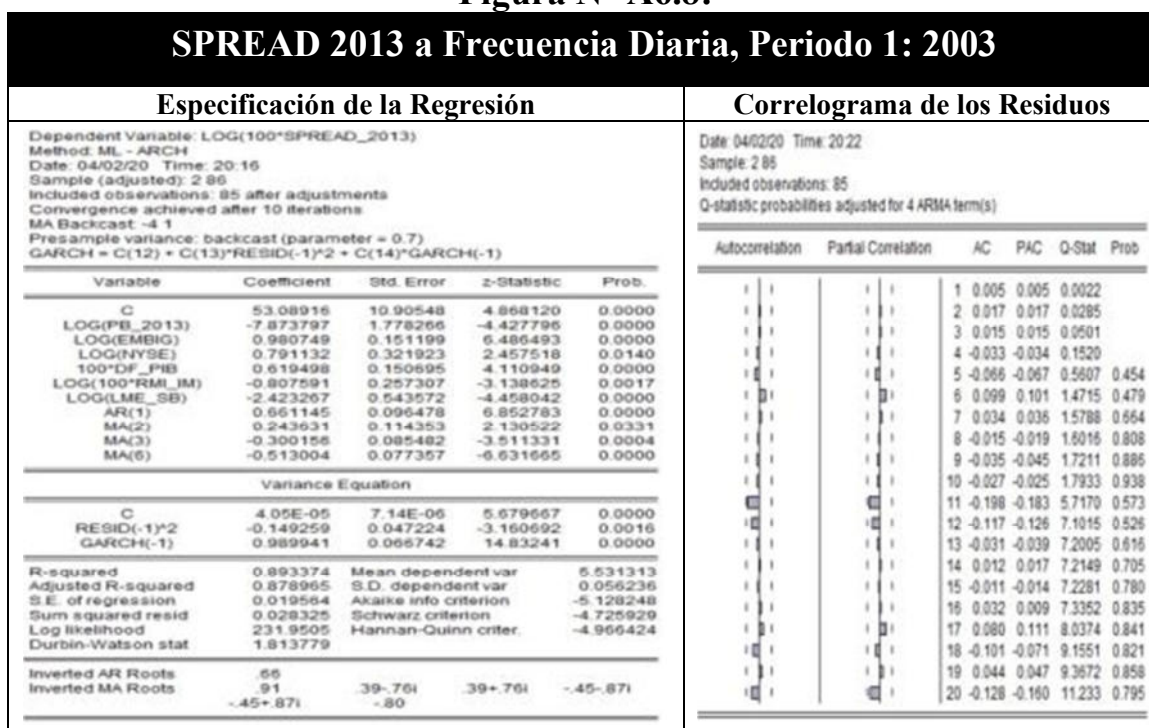 Figura N° A6.8:
SPREAD 2013 a Frecuencia Diaria, Periodo 1: 2003
Especificación de la Regresión
Dependent Variable: LOG(100*SPREAD_2013)
Method: ML - ARCH
Date: 04/02/20 Time: 20:16
Sample (adjusted): 2 86
Included observations: 85 after adjustments
Convergence achieved after 10 iterations
MA Backcast: -4 1
Presample variance: backcast (parameter = 0.7)
GARCH = C(12) + C(13)*RESID(-1)^2 + C(14)*GARCH(-1)
Variable Coefficient Std. Error z-Statistic Prob.
C 53.08916 10.90548 4.868120 0.0000
LOG(PB_2013) -7.873797 1.778266 -4.427796 0.0000
LOG(EMBIG) 0.980749 0.151199 6.486493 0.0000
LOG(NYSE) 0.791132 0.321923 2.457518 0.0140
100*DF_PIB 0.619498 0.150695 4.110949 0.0000
LOG(100*RMI_IM) -0.807591 0.257307 -3.138625 0.0017
LOG(LME_SB) -2.423267 0.543572 -4.458042 0.0000
AR(1) 0.661145 0.096478 6.852783 0.0000
MA(2) 0.243631 0.114353 2.130522 0.0331
MA(3) -0.300156 0.085482 -3.511331 0.0004
MA(6) -0.513004 0.077357 -6.631665 0.0000
Variance Equation
C 4.05E-05 7.14E-06 5.679667 0.0000
RESID(-1)^2 -0.149259 0.047224 -3.160692 0.0016
GARCH(-1) 0.989941 0.066742 14.83241 0.0000
R-squared 0.893374 Mean dependent var 5.531313
Adjusted R-squared 0.878965 S.D. dependent var 0.056236
S.E. of regression 0.019564 Akaike info criterion -5.128248
Sum squared resid 0.028325 Schwarz criterion -4.725929
Log likelihood 231.9505 Hannan-Quinn criter. -4.966424
Durbin-Watson stat 1.813779
Inverted AR Roots .66
Inverted MA Roots .91 .39-.76i .39+.76i -.45-.87i
-.45+.87i -.80
Correlograma de los Residuos
Date: 04/02/20 Time: 20:22
Sample: 2 86
Included observations: 85
Q-statistic probabilities adjusted for 4 ARMA term(s)
Autocorrelation Partial Correlation AC PAC Q-Stat Prob
1 0.005 0.005 0.0022
2 0.017 0.017 0.0285
3 0.015 0.015 0.0501
4 -0.033 -0.034 0.1520
5 -0.066 -0.067 0.5607 0.454
6 0.099 0.101 1.4715 0.479
7 0.034 0.036 1.5788 0.664
8 -0.015 -0.019 1.6016 0.808
9 -0.035 -0.045 1.7211 0.886
10 -0.027 -0.025 1.7933 0.938
11 -0.198 -0.183 5.7170 0.573
12 -0.117 -0.126 7.1015 0.526
13 -0.031 -0.039 7.2005 0.616
14 0.012 0.017 7.2149 0.705
15 -0.011 -0.014 7.2281 0.780
16 0.032 0.009 7.3352 0.835
17 0.080 0.111 8.0374 0.841
18 -0.101 -0.071 9.1551 0.821
19 0.044 0.047 9.3672 0.858
20 -0.128 -0.160 11.233 0.795